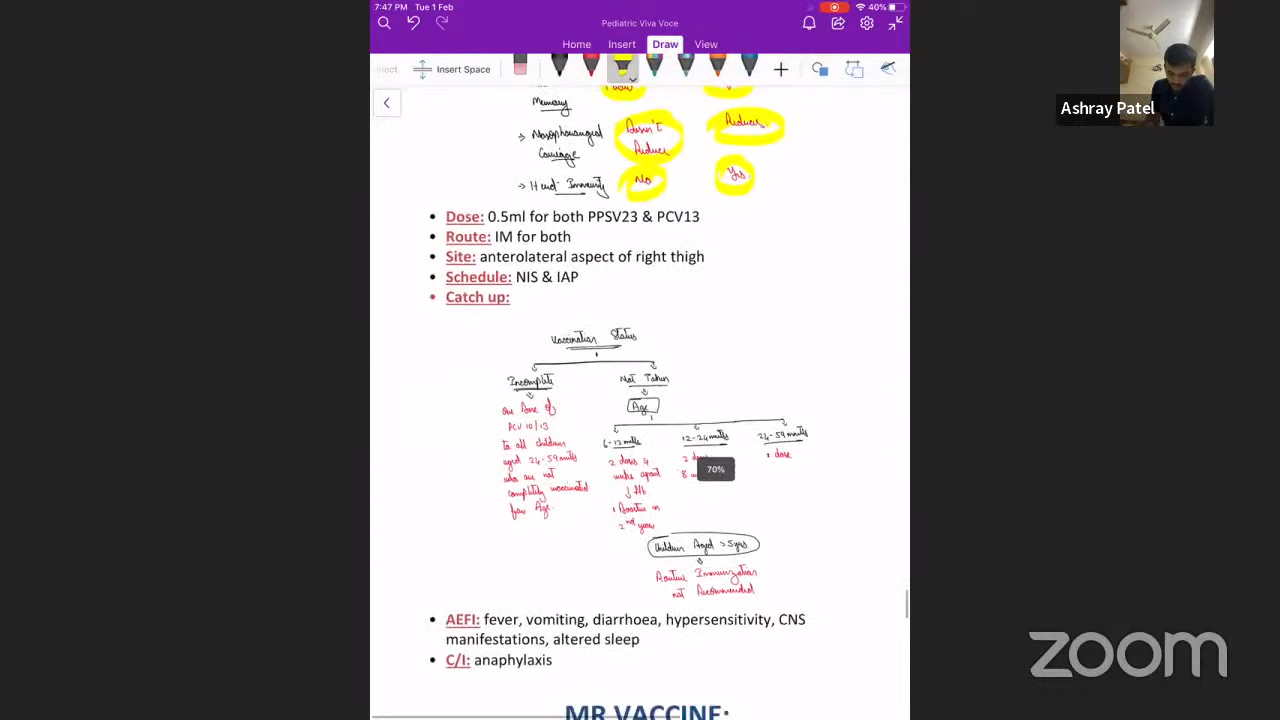 7:47 PM Tue 1 Feb
40%
Pediatric Viva Voce
Home Insert Draw View
Insert Space
Memory
→ Nasopharangeal Doesn't Reduces
Carriage Reduce
→ Herd Immunity No Yes
• Dose: 0.5ml for both PPSV23 & PCV13
• Route: IM for both
• Site: anterolateral aspect of right thigh
• Schedule: NIS & IAP
• Catch up:
Vaccination Status
Incomplete
one Dose of
PCV 10/13
to all children
aged 24-59 mnths
who are not
completely vaccinated
for Age.
Not Taken
Age
6-12 mnths
2 doses 4
weeks apart
1 Booster in
2nd year
12-24 mnths
2
8
24-59 mnths
1 dose
70%
Children Aged >5yrs
Routine Immunization
not Recommended
• AEFI: fever, vomiting, diarrhoea, hypersensitivity, CNS
manifestations, altered sleep
• C/I: anaphylaxis
MR VACCINE:
Ashray Patel
zoom